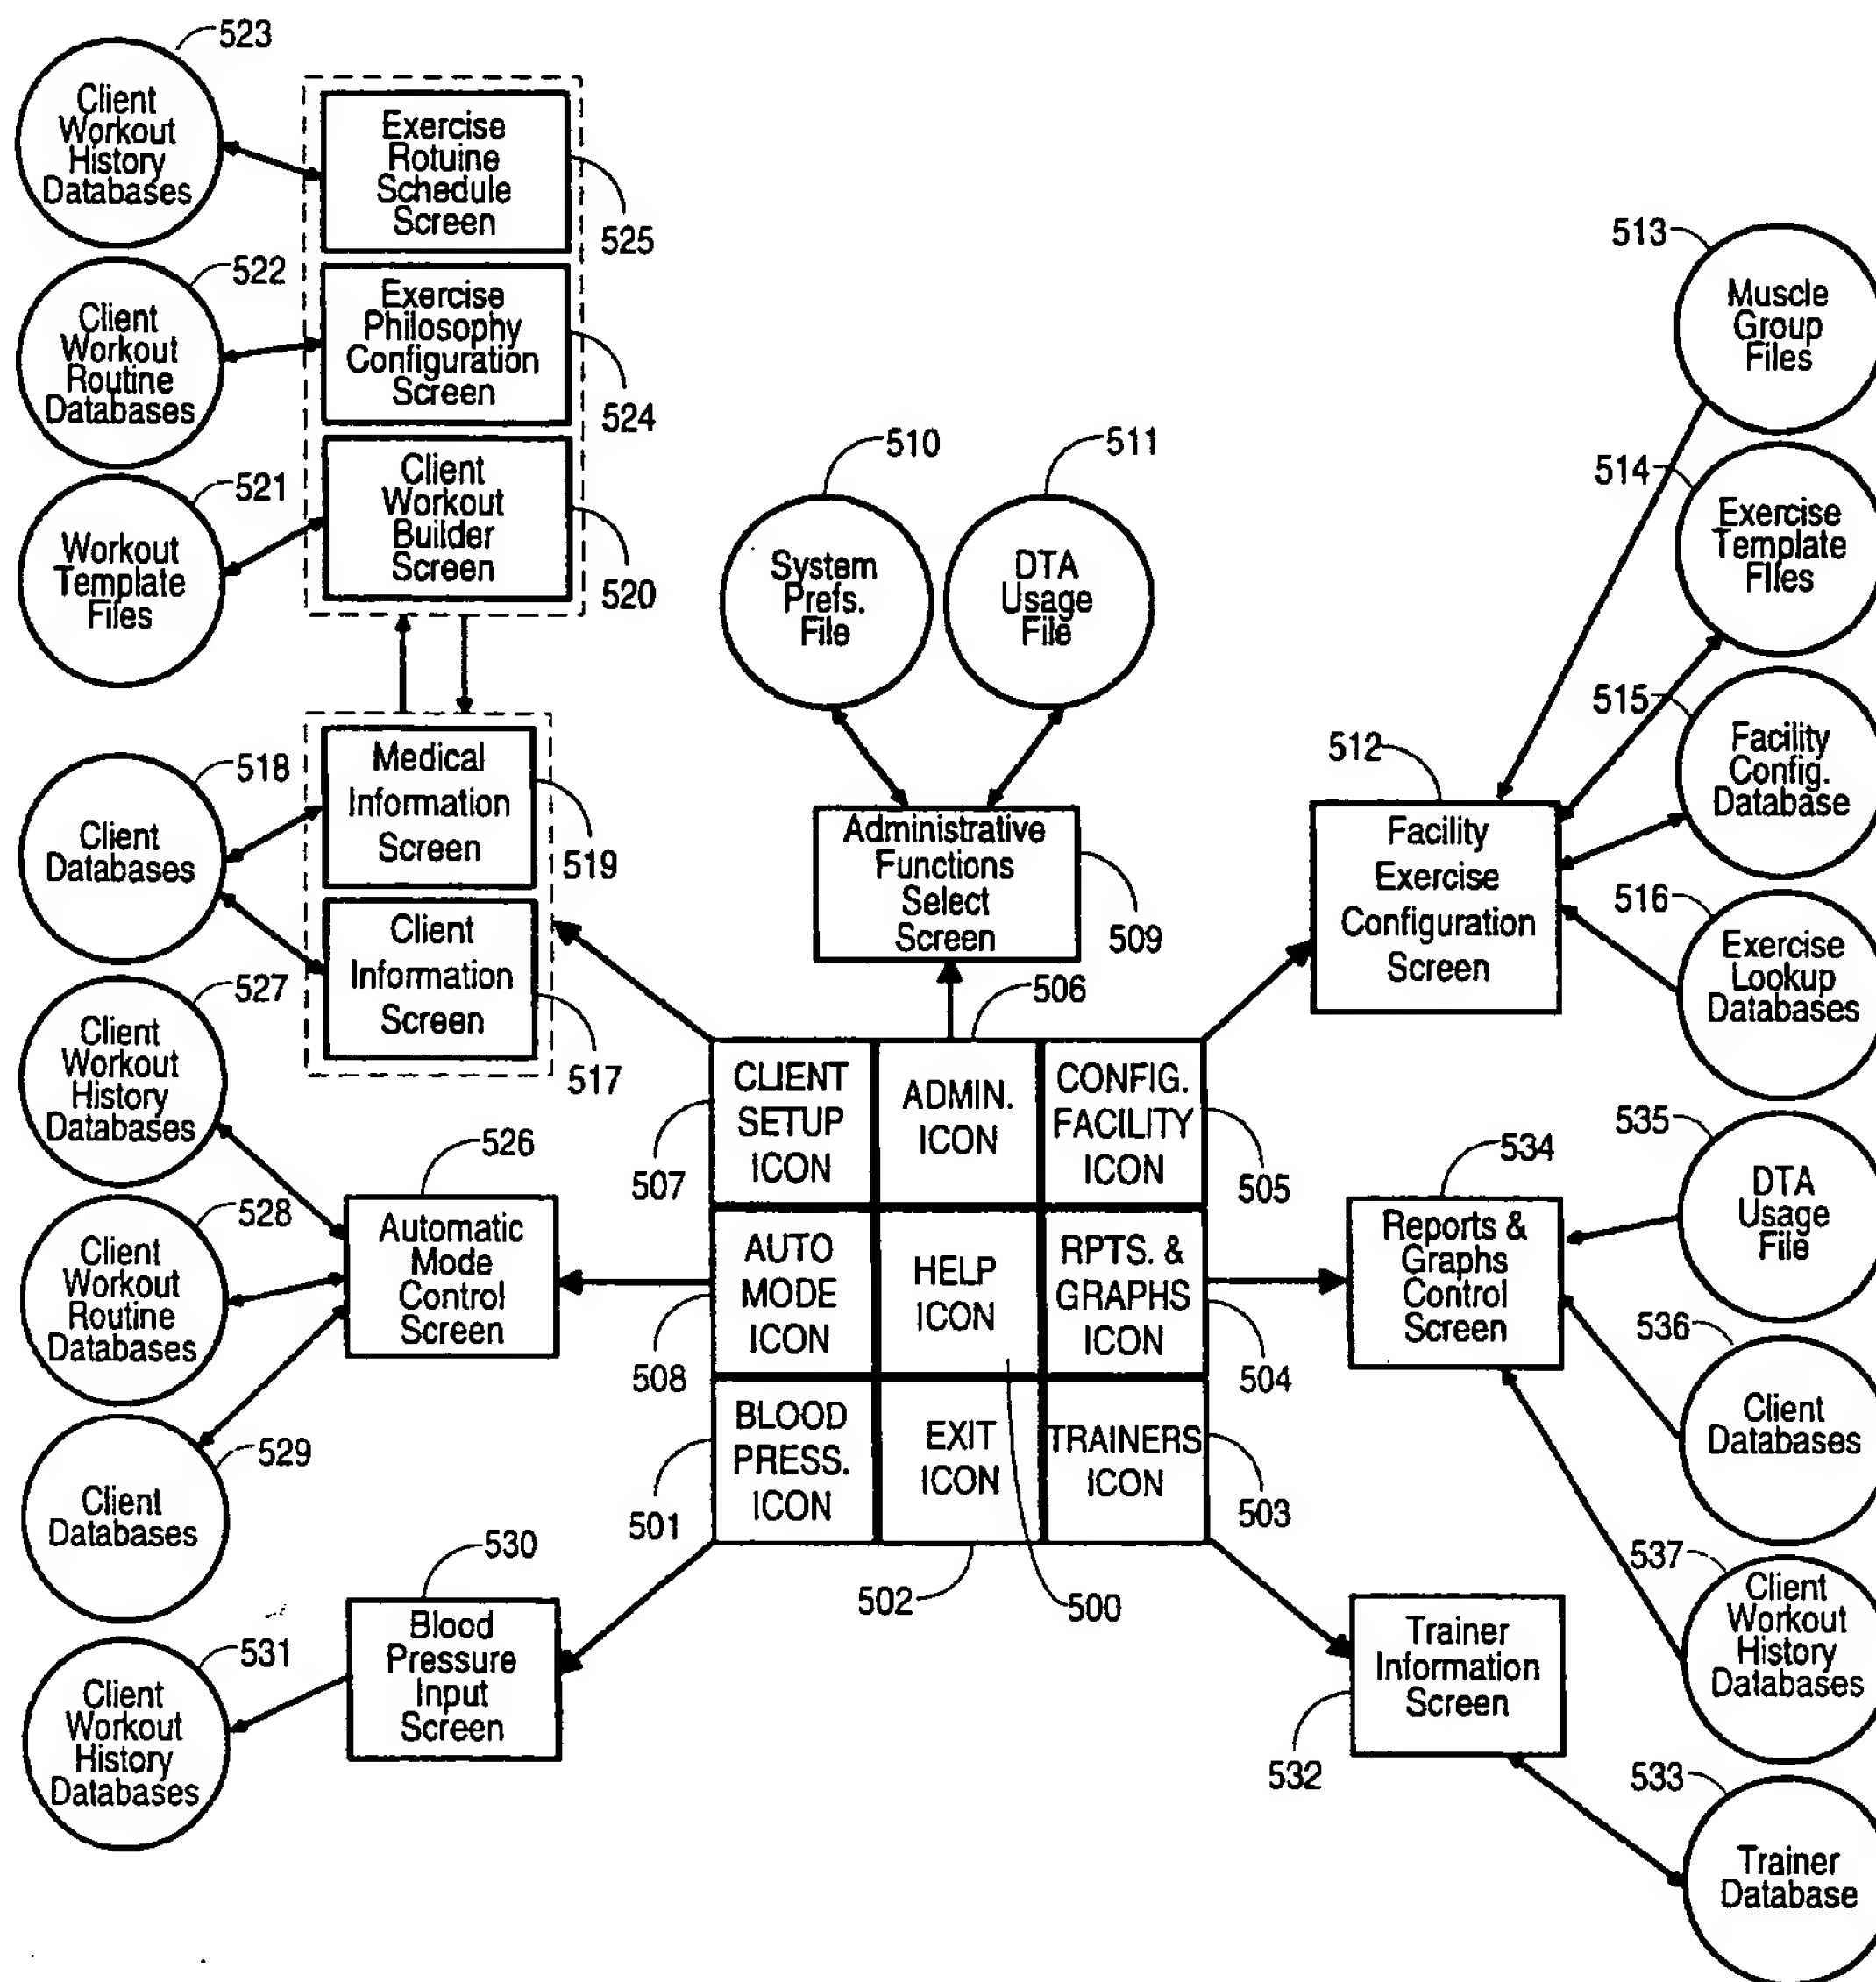 523
Client
Workout
History
Databases
Exercise
Rotuine
Schedule
Screen
525
522
Client
Workout
Routine
Databases
Exercise
Philosophy
Configuration
Screen
524
521
Workout
Template
Files
Client
Workout
Builder
Screen
520
510
System
Prefs.
File
511
DTA
Usage
File
513
Muscle
Group
Files
514
Exercise
Template
Files
515
Facility
Config.
Database
516
Exercise
Lookup
Databases
512
Facility
Exercise
Configuration
Screen
Administrative
Functions
Select
Screen
509
518
Client
Databases
Medical
Information
Screen
519
Client
Information
Screen
517
506
CLIENT
SETUP
ICON
507
ADMIN.
ICON
CONFIG.
FACILITY
ICON
505
AUTO
MODE
ICON
508
HELP
ICON
RPTS. &
GRAPHS
ICON
504
BLOOD
PRESS.
ICON
501
EXIT
ICON
TRAINERS
ICON
503
502
500
527
Client
Workout
History
Databases
526
Automatic
Mode
Control
Screen
528
Client
Workout
Routine
Databases
529
Client
Databases
530
Blood
Pressure
Input
Screen
531
Client
Workout
History
Databases
534
Reports &
Graphs
Control
Screen
535
DTA
Usage
File
536
Client
Databases
537
Client
Workout
History
Databases
Trainer
Information
Screen
532
533
Trainer
Database